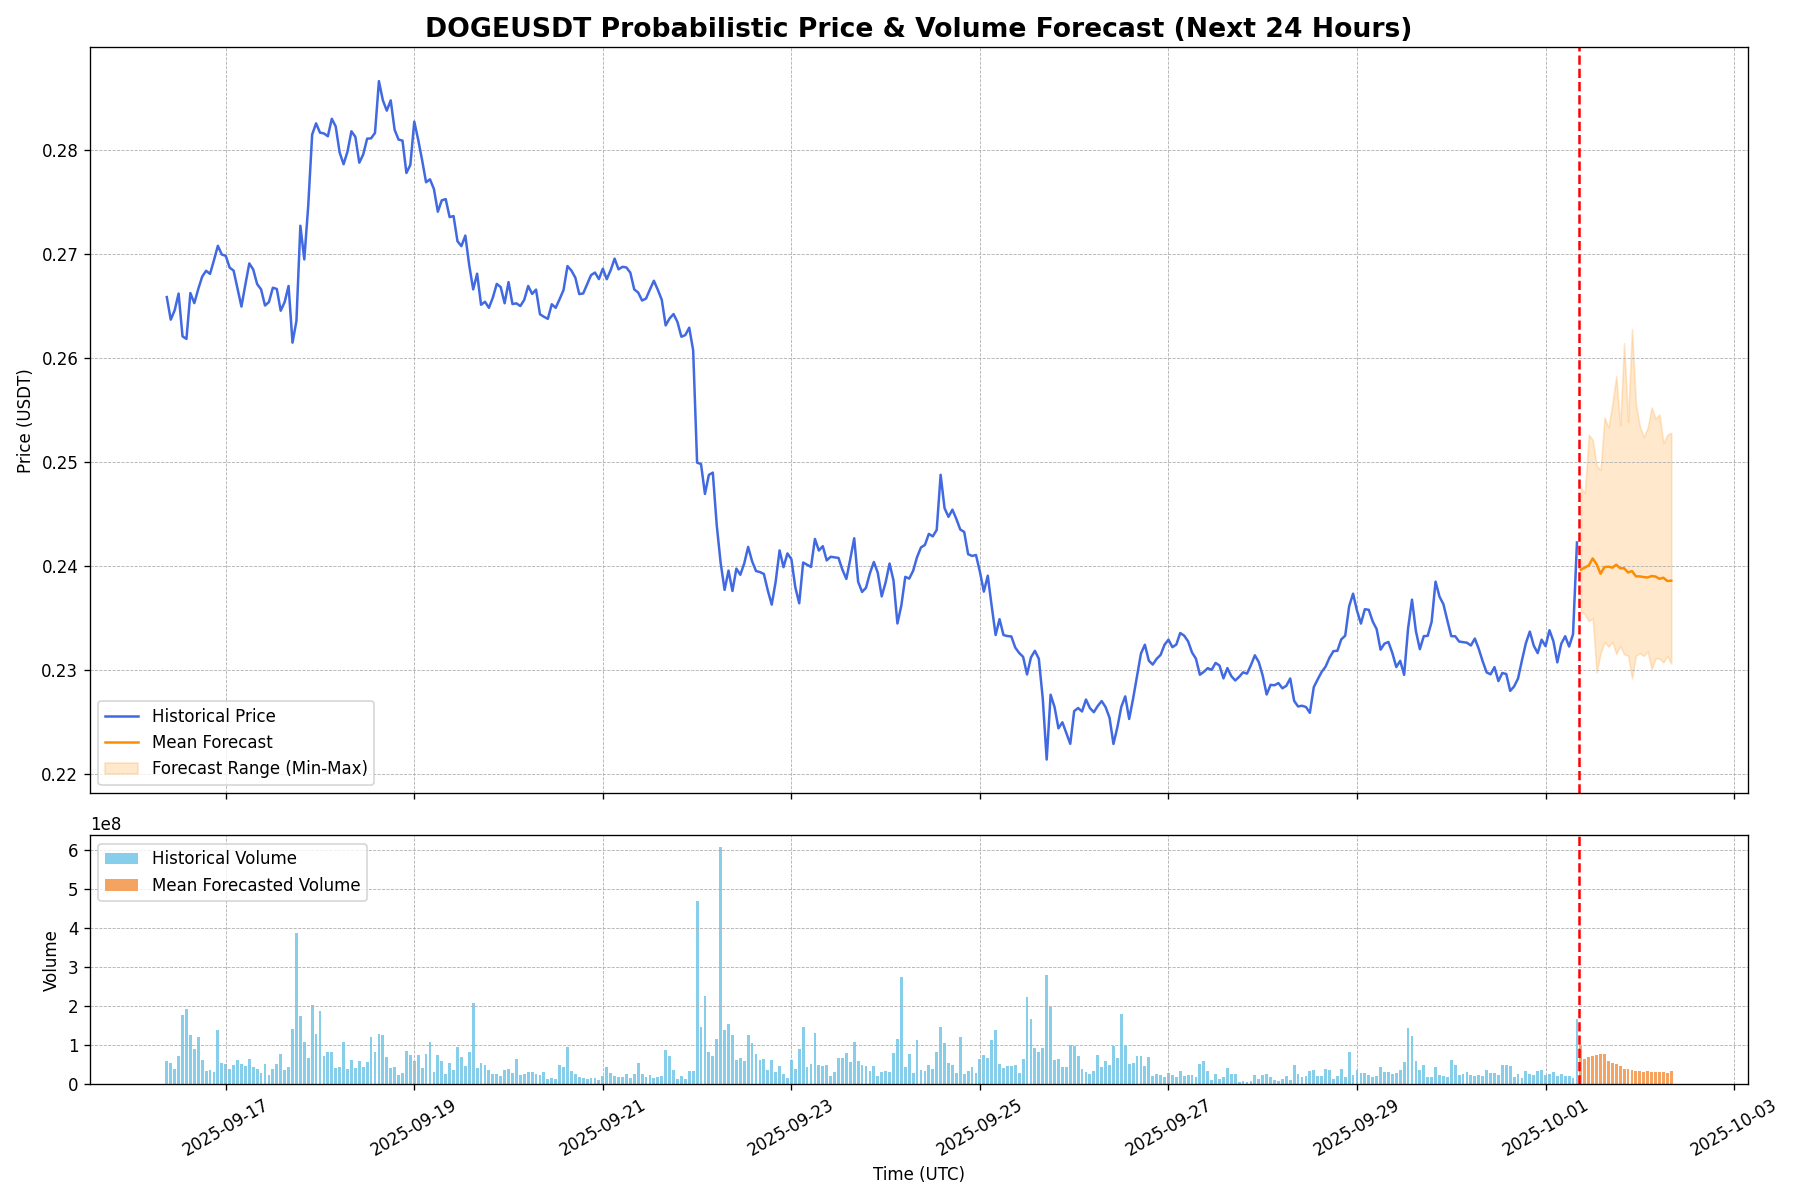 DOGEUSDT Probabilistic Price & Volume Forecast (Next 24 Hours)
Price (USDT)
0.28
0.27
0.26
0.25
0.24
0.23
0.22
Historical Price
Mean Forecast
Forecast Range (Min-Max)
1e8
Volume
6
5
4
3
2
1
0
Historical Volume
Mean Forecasted Volume
2025-09-17
2025-09-19
2025-09-21
2025-09-23
2025-09-25
2025-09-27
2025-09-29
2025-10-01
2025-10-03
Time (UTC)